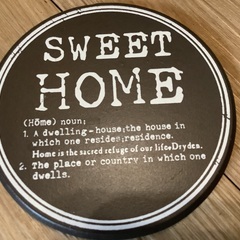 SWEET
HOME
(Hōme) noun;
1. A dwelling-house;the house in
which one resides;residence.
Home is the sacred refuge of our life.Dryden.
2. The place or country in which one
dwells.